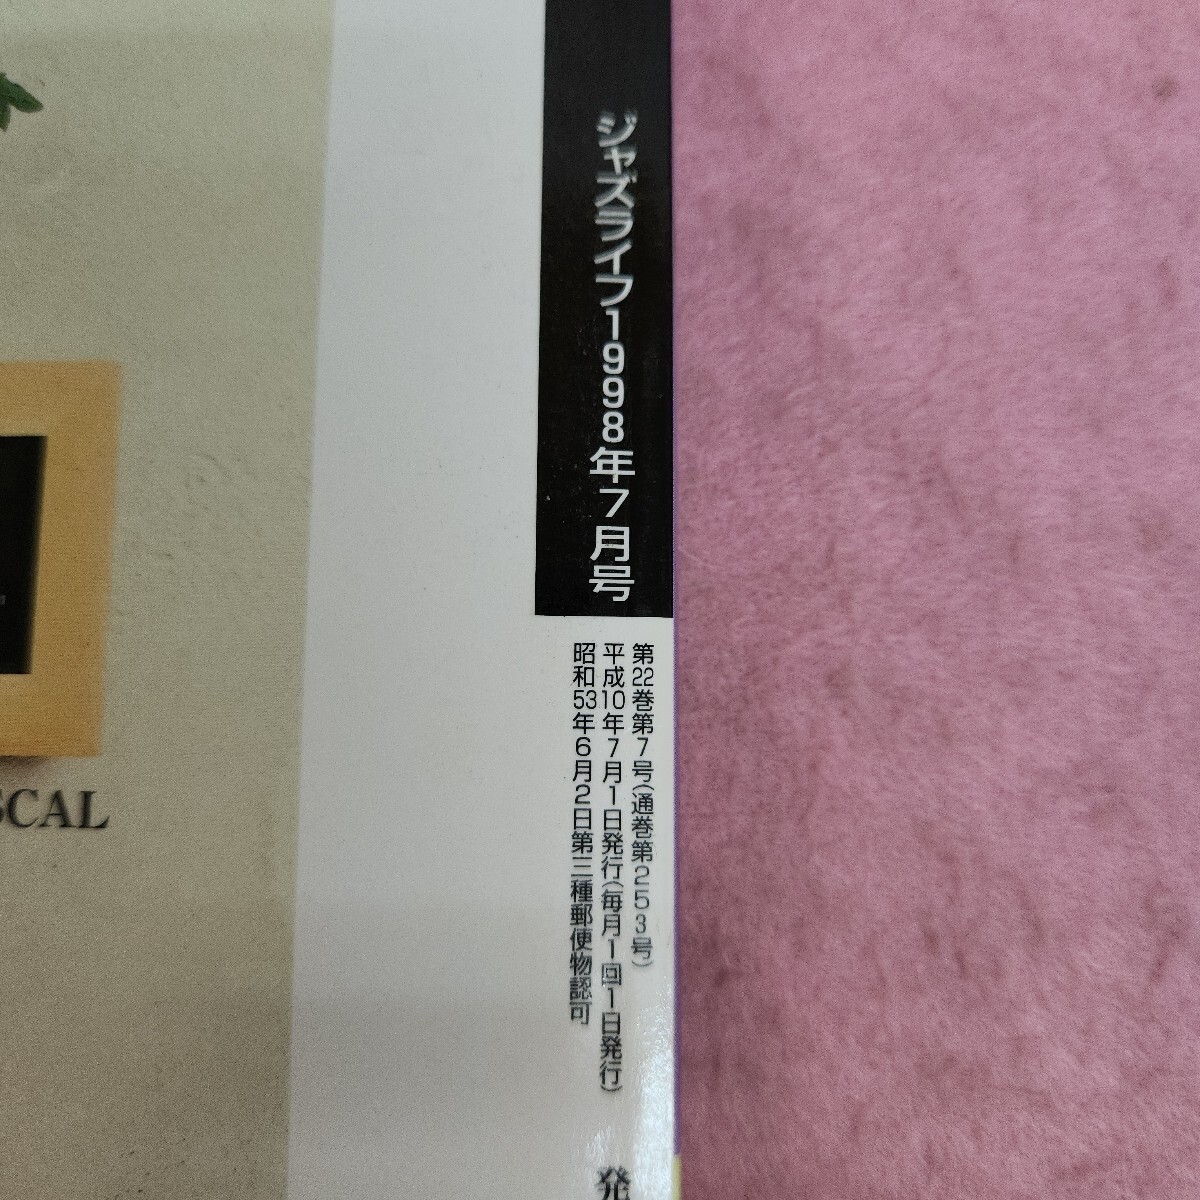 ジャズライフ1998年7月号
第22巻第7号(通巻第253号)
平成10年7月1日発行(毎月1回1日発行)
昭和53年6月2日第三種郵便物認可
発
SCAL